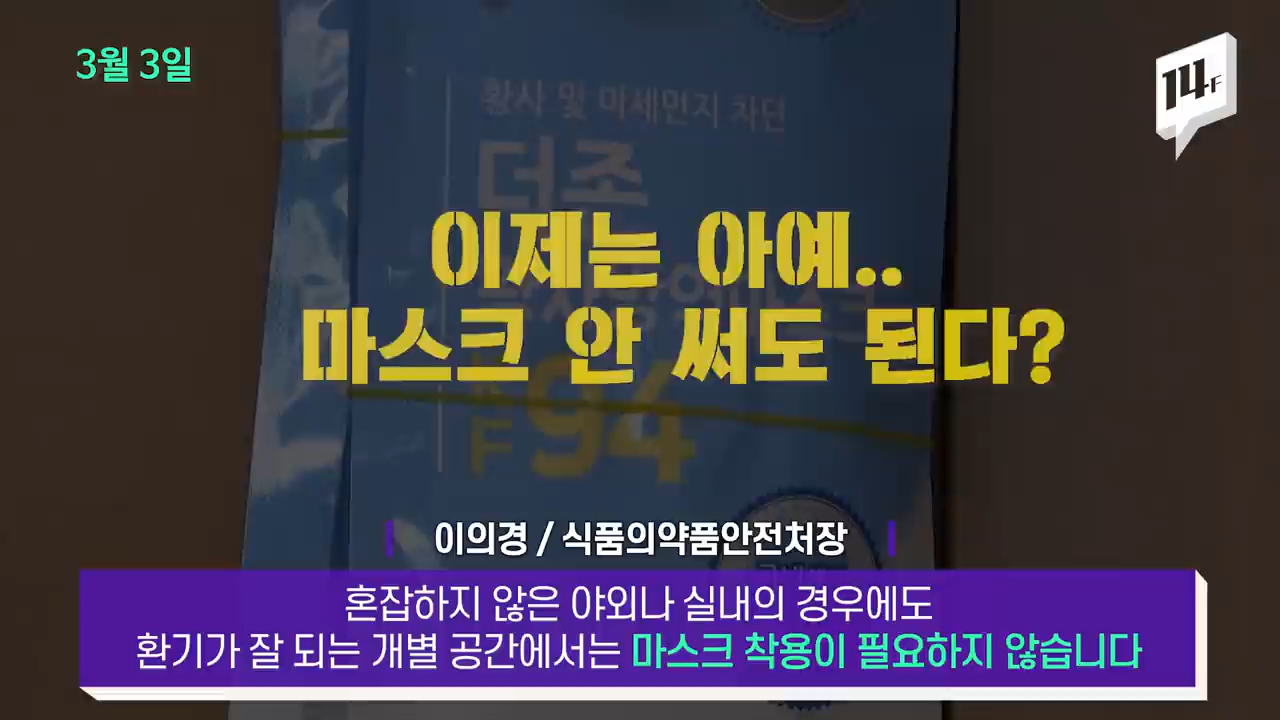 3월 3일
14F
황사 및 미세먼지 차단
더조
이제는 아예..
마스크 안 써도 된다?
94
이의경 / 식품의약품안전처장
혼잡하지 않은 야외나 실내의 경우에도
환기가 잘 되는 개별 공간에서는 마스크 착용이 필요하지 않습니다